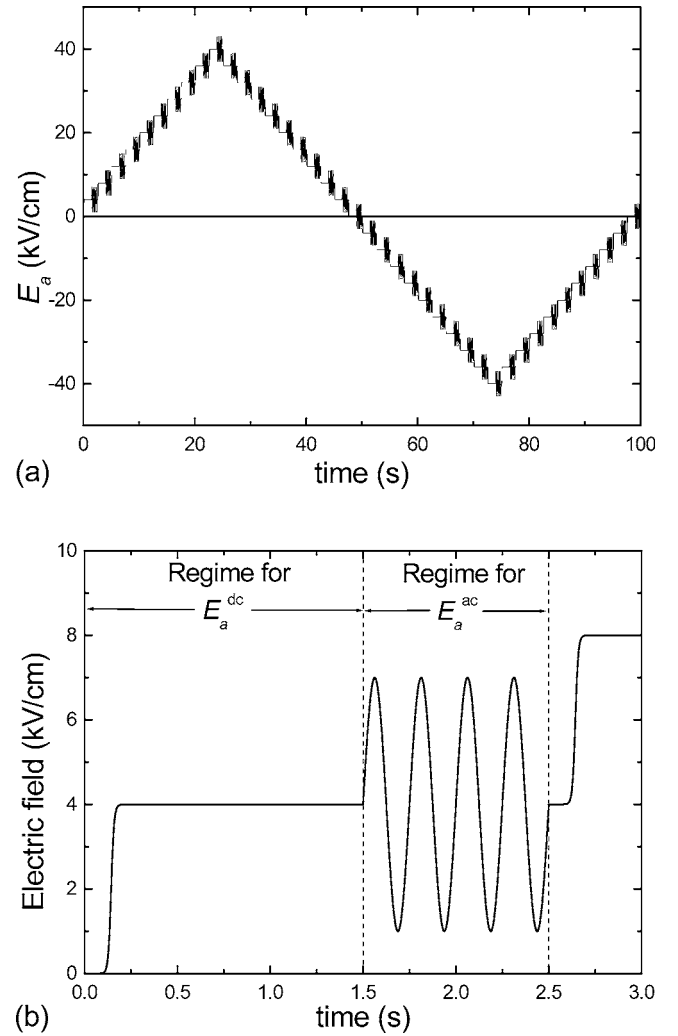 40
20
0
-20
-40
E_a (kV/cm)
0 20 40 60 80 100
(a) time (s)
10
8
6
4
2
0
Electric field (kV/cm)
Regime for Regime for
E_a^dc E_a^ac
0.0 0.5 1.0 1.5 2.0 2.5 3.0
(b) time (s)